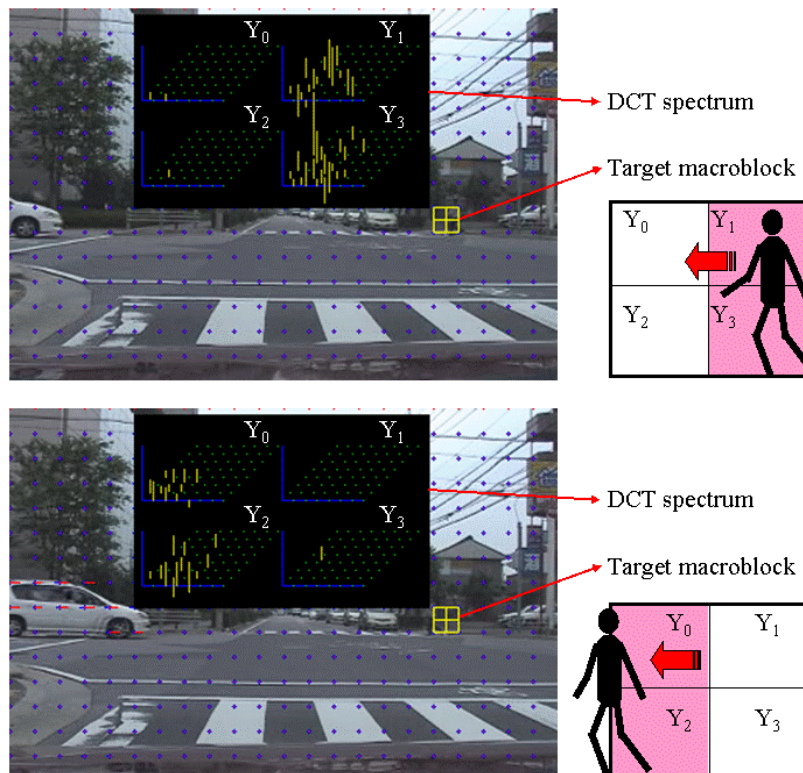 Y0 Y1
Y2 Y3
DCT spectrum
Target macroblock
Y0 Y1
Y2 Y3
Y0 Y1
Y2 Y3
DCT spectrum
Target macroblock
Y0 Y1
Y2 Y3